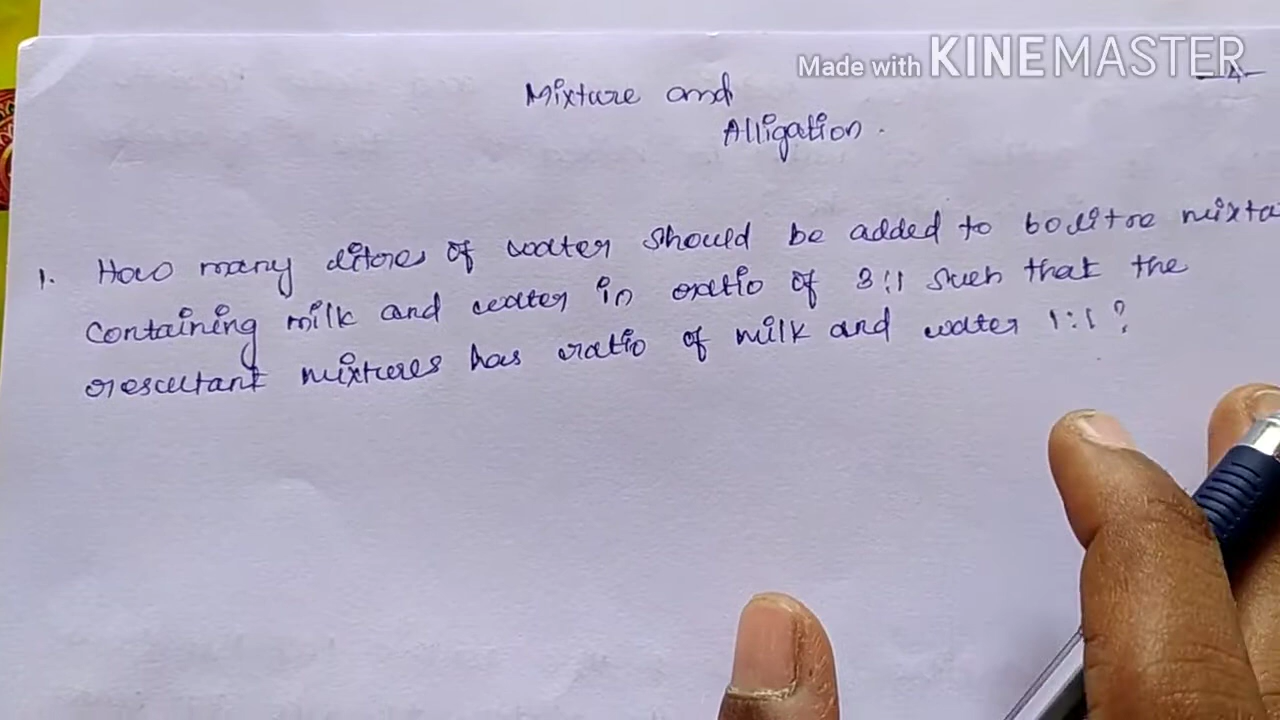 Made with KINEMASTER
-4-
Mixture and
Alligation.
1. How many litres of water should be added to 60 litre
containing milk and water in ratio of 3:1 such that the
resultant mixtures has ratio of milk and water 1:1?